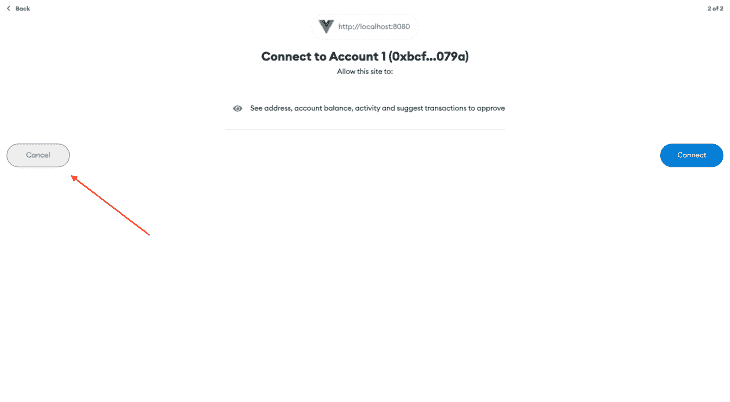 Back
2 of 2
http://localhost:8080
Connect to Account 1 (0xbcf...079a)
Allow this site to:
See address, account balance, activity and suggest transactions to approve
Cancel
Connect